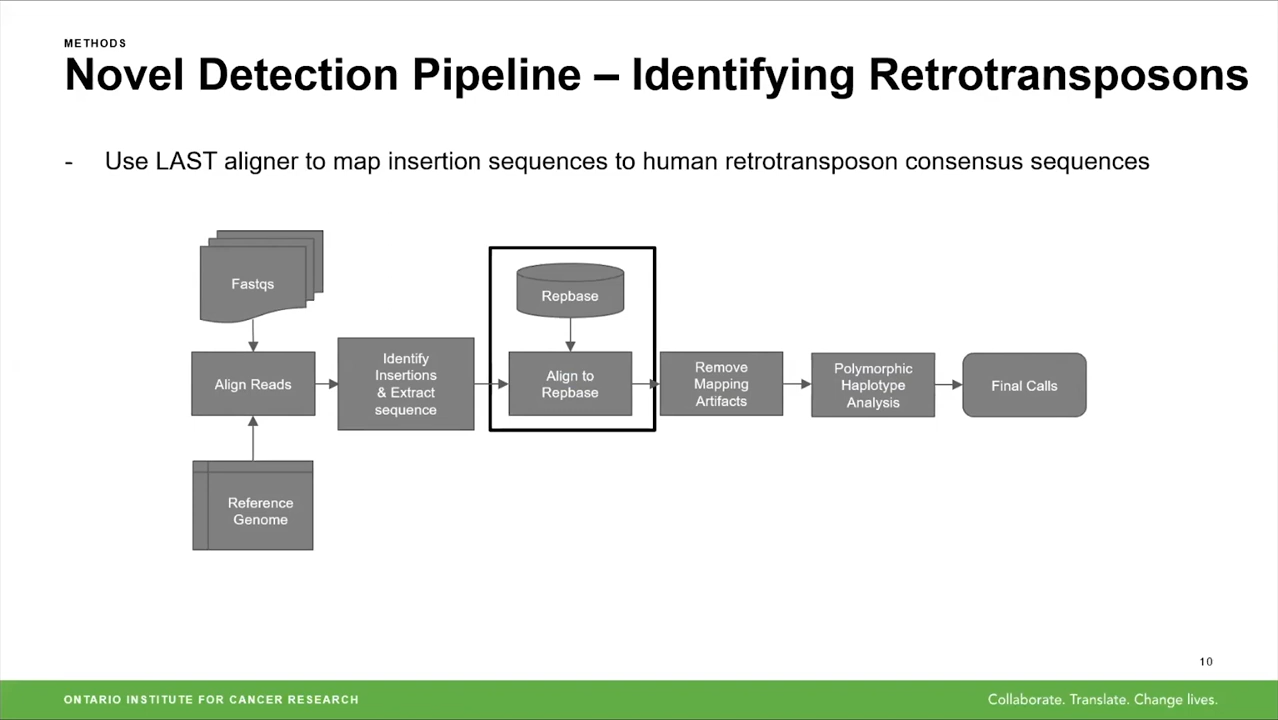 METHODS
Novel Detection Pipeline – Identifying Retrotransposons
- Use LAST aligner to map insertion sequences to human retrotransposon consensus sequences
Fastqs
Repbase
Align Reads
Identify
Insertions
& Extract
sequence
Align to
Repbase
Remove
Mapping
Artifacts
Polymorphic
Haplotype
Analysis
Final Calls
Reference
Genome
10
ONTARIO INSTITUTE FOR CANCER RESEARCH
Collaborate. Translate. Change lives.